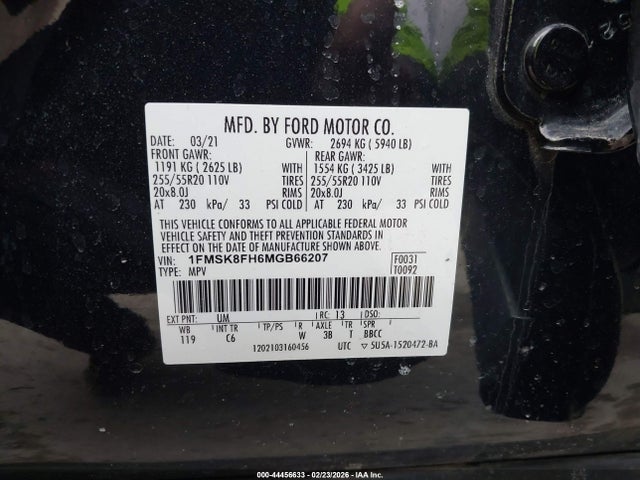 MFD. BY FORD MOTOR CO.
DATE: 03/21 GVWR: 2694 KG ( 5940 LB)
FRONT GAWR: REAR GAWR:
1191 KG ( 2625 LB) WITH 1554 KG ( 3425 LB) WITH
255/55R20 110V TIRES 255/55R20 110V TIRES
20x8.0J RIMS 20x8.0J RIMS
AT 230 kPa/ 33 PSI COLD AT 230 kPa/ 33 PSI COLD
THIS VEHICLE CONFORMS TO ALL APPLICABLE FEDERAL MOTOR
VEHICLE SAFETY AND THEFT PREVENTION STANDARDS IN
EFFECT ON THE DATE OF MANUFACTURE SHOWN ABOVE.
VIN: 1FMSK8FH6MGB66207 F0031
TYPE: MPV T0092
EXT PNT: UM RC: 13 DSO:
WB INT TR TP/PS R AXLE TR SPR
119 C6 W 3B T BBCC
1202103160456 UTC ▽ 5U5A-1520472-BA
000-44456633 - 02/23/2026 - COPYRIGHT IAA, INC.